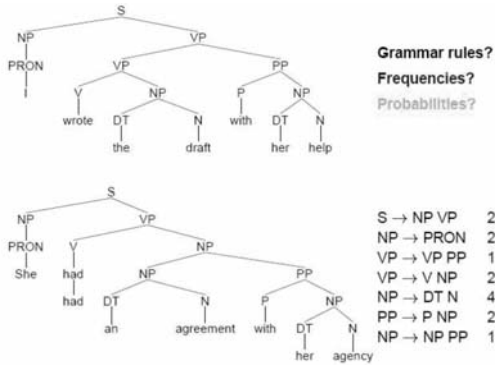 S
NP VP
PRON VP PP
I V NP P NP
wrote DT N with DT N
the draft her help
Grammar rules?
Frequencies?
Probabilities?
S
NP VP
PRON V NP
She had NP PP
had DT N P NP
an agreement with DT N
her agency
S → NP VP 2
NP → PRON 2
VP → VP PP 1
VP → V NP 2
NP → DT N 4
PP → P NP 2
NP → NP PP 1